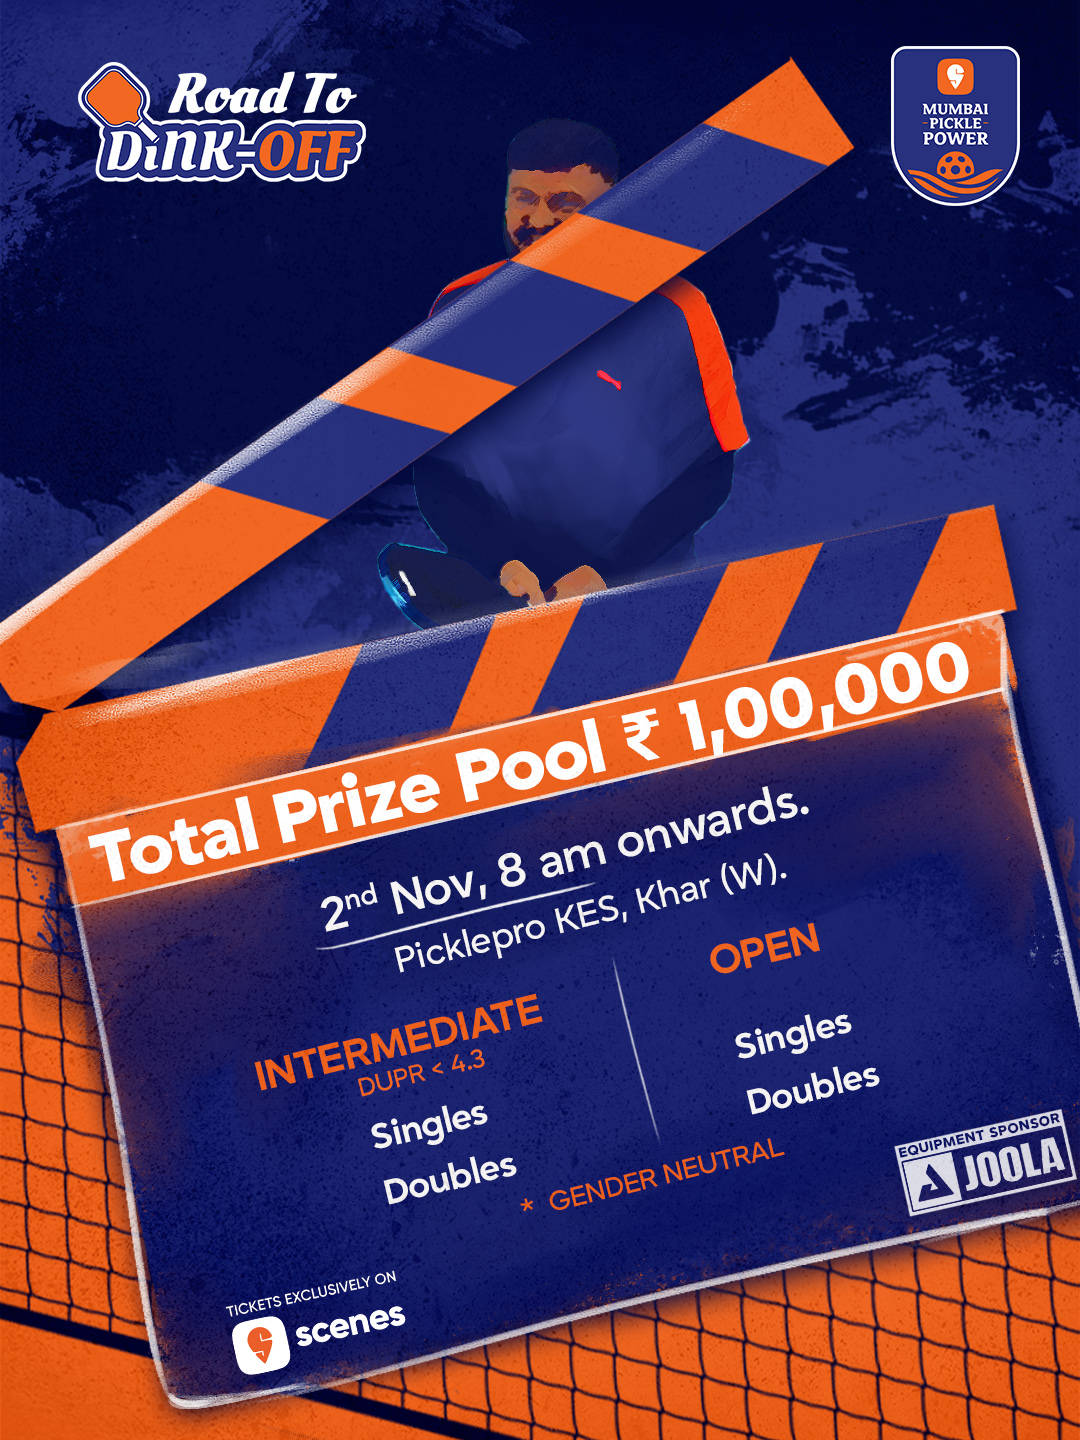 Road To
DINK-OFF
MUMBAI
PICKLE
POWER
Total Prize Pool ₹ 1,00,000
2nd Nov, 8 am onwards.
Picklepro KES, Khar (W).
INTERMEDIATE
DUPR < 4.3
Singles
Doubles
OPEN
Singles
Doubles
* GENDER NEUTRAL
EQUIPMENT SPONSOR
JOOLA
TICKETS EXCLUSIVELY ON
scenes